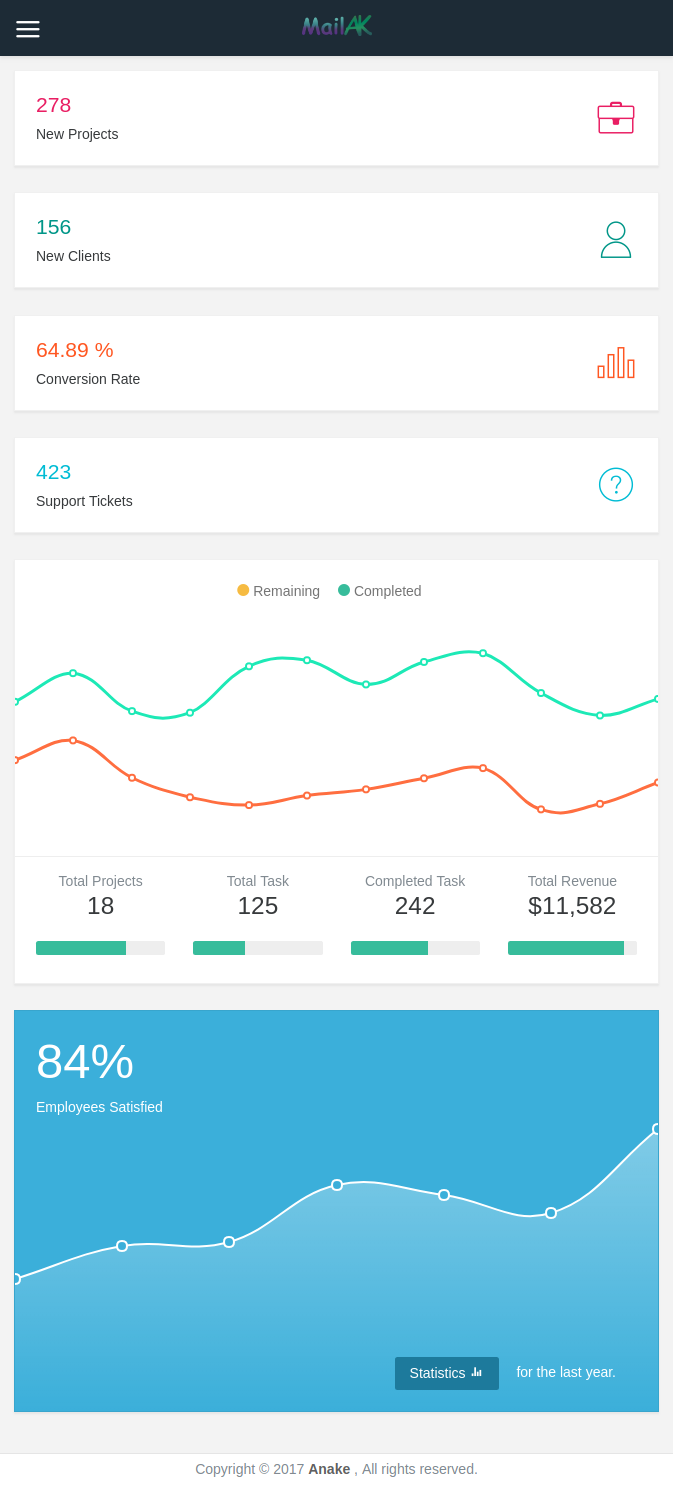 MailAK
278
New Projects
156
New Clients
64.89 %
Conversion Rate
423
Support Tickets
Remaining Completed
Total Projects Total Task Completed Task Total Revenue
18 125 242 $11,582
84%
Employees Satisfied
Statistics for the last year.
Copyright © 2017 Anake , All rights reserved.